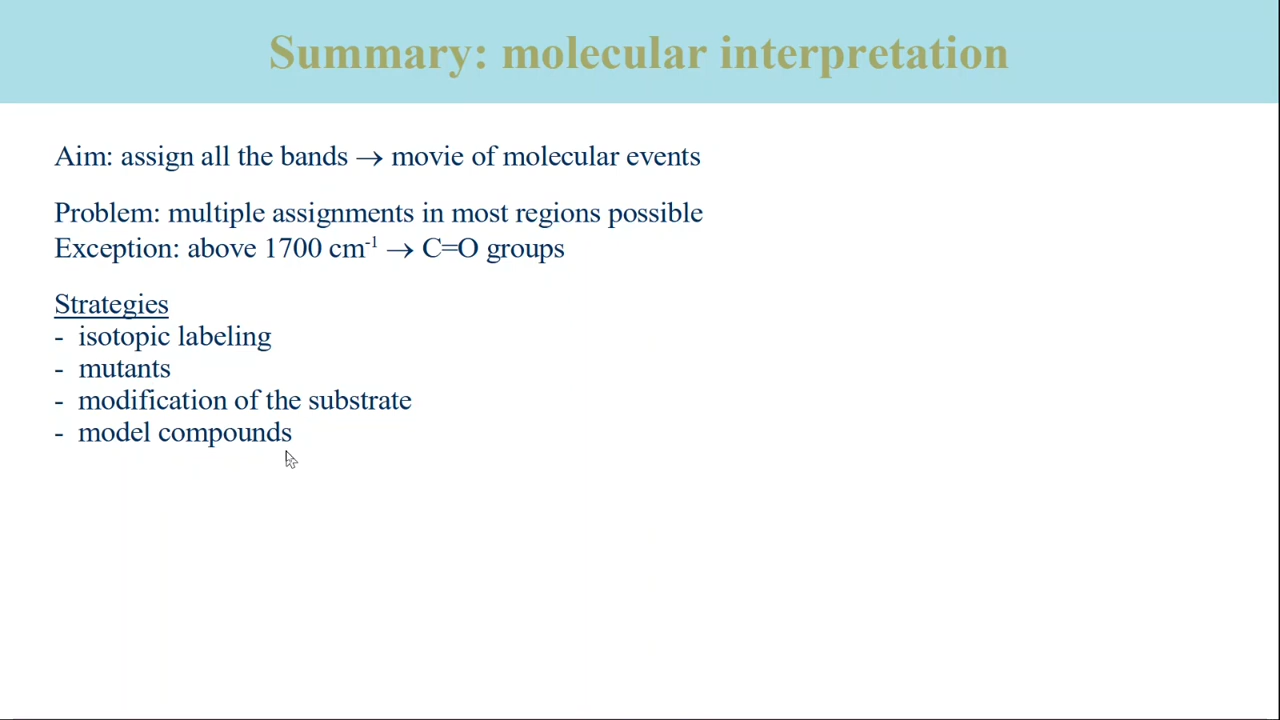 Summary: molecular interpretation
Aim: assign all the bands → movie of molecular events
Problem: multiple assignments in most regions possible
Exception: above 1700 cm⁻¹ → C=O groups
Strategies
- isotopic labeling
- mutants
- modification of the substrate
- model compounds